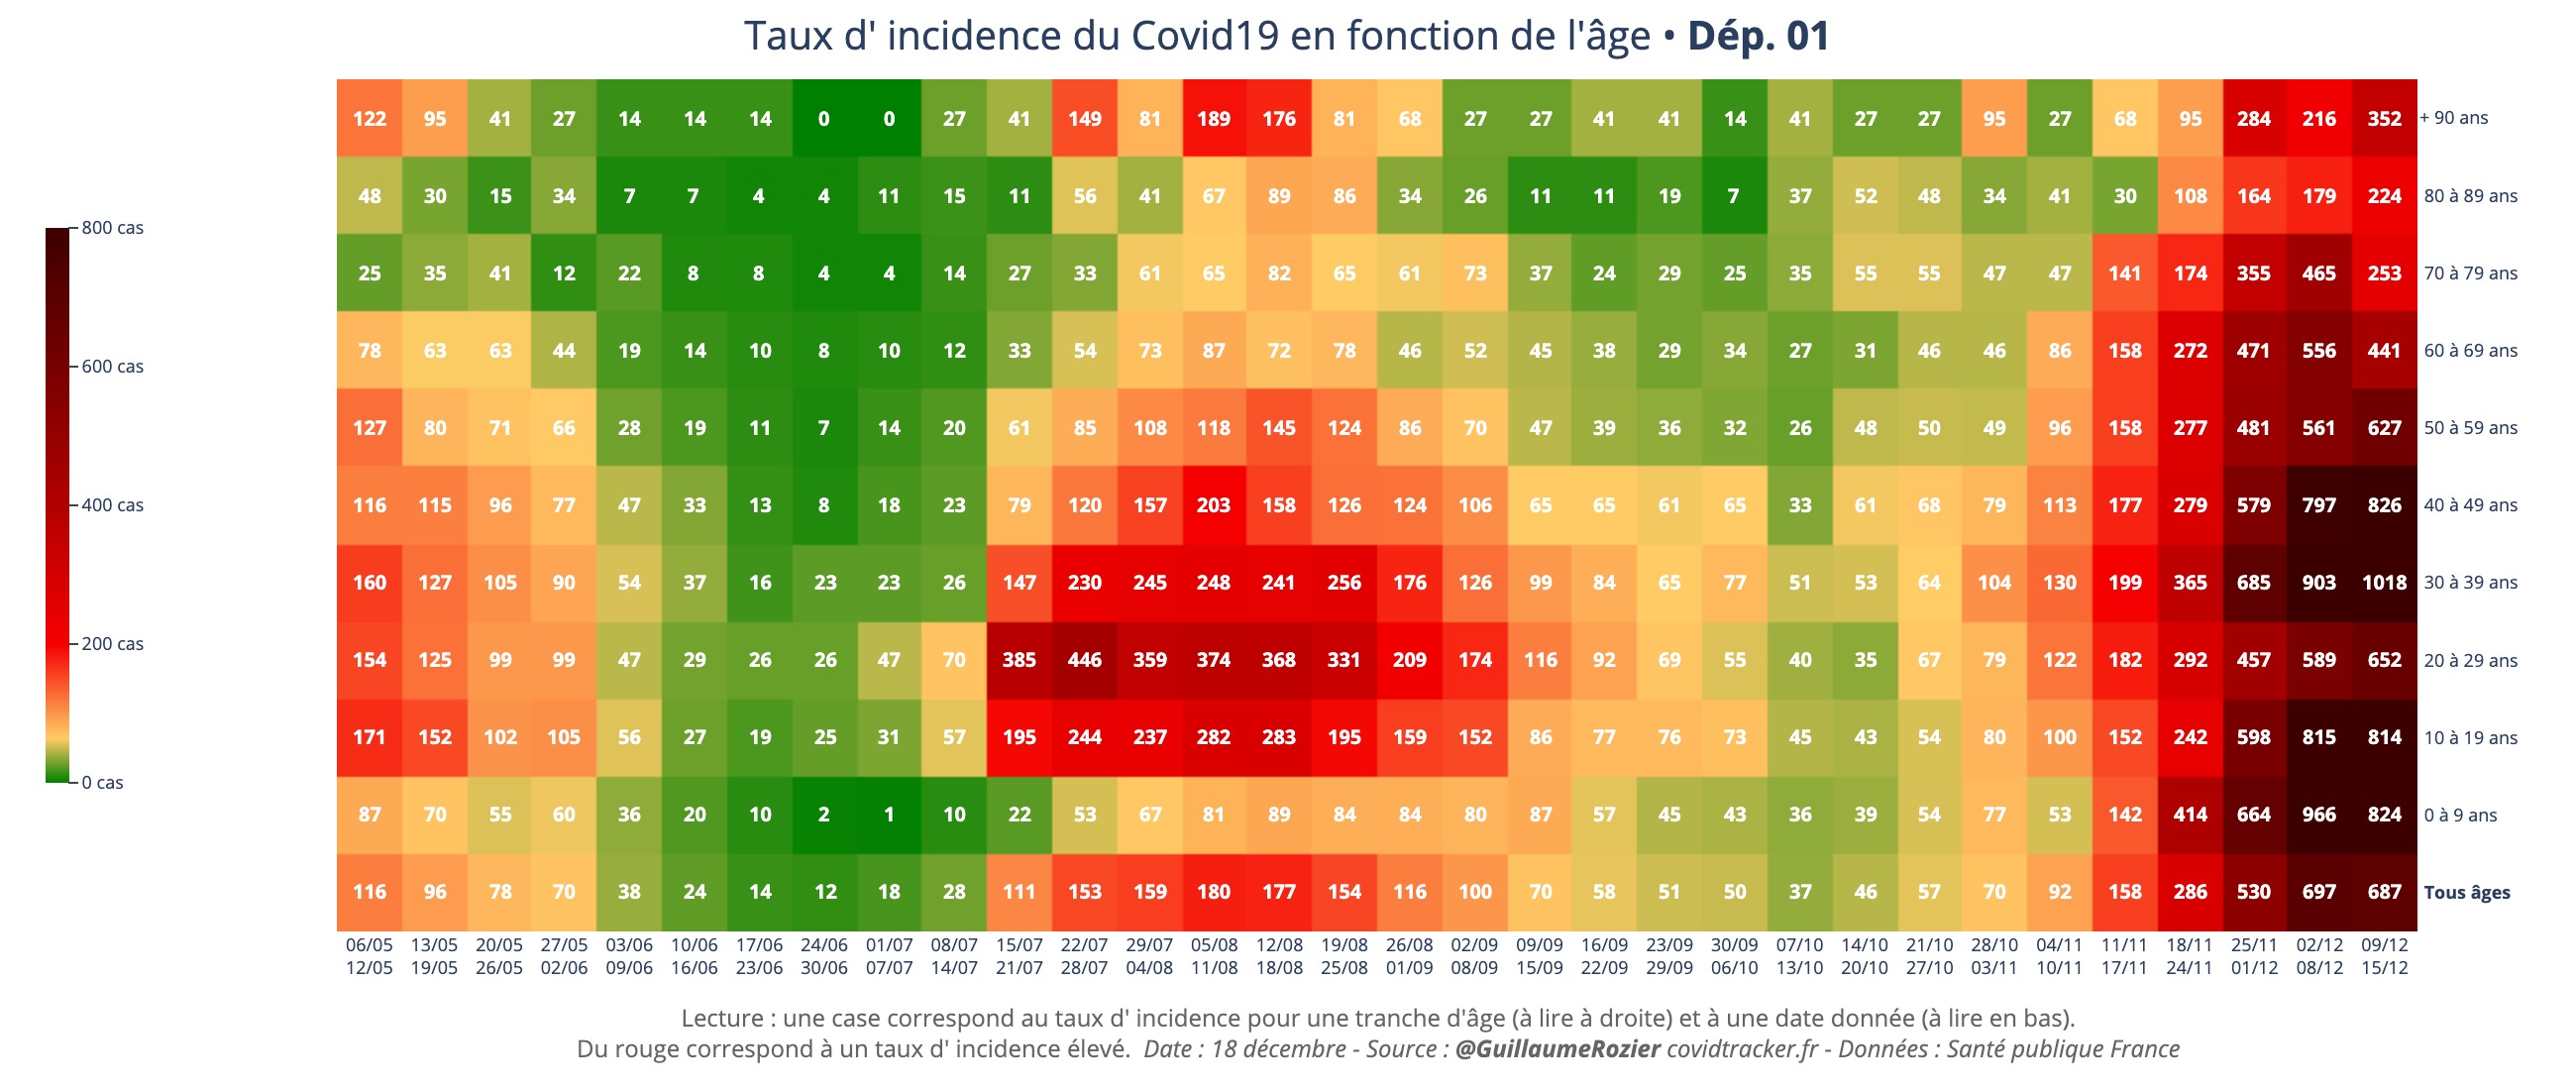 Taux d' incidence du Covid19 en fonction de l'âge • Dép. 01
800 cas
600 cas
400 cas
200 cas
0 cas
122 95 41 27 14 14 14 0 0 27 41 149 81 189 176 81 68 27 27 41 41 14 41 27 27 95 27 68 95 284 216 352 + 90 ans
48 30 15 34 7 7 4 4 11 15 11 56 41 67 89 86 34 26 11 11 19 7 37 52 48 34 41 30 108 164 179 224 80 à 89 ans
25 35 41 12 22 8 8 4 4 14 27 33 61 65 82 65 61 73 37 24 29 25 35 55 55 47 47 141 174 355 465 253 70 à 79 ans
78 63 63 44 19 14 10 8 10 12 33 54 73 87 72 78 46 52 45 38 29 34 27 31 46 46 86 158 272 471 556 441 60 à 69 ans
127 80 71 66 28 19 11 7 14 20 61 85 108 118 145 124 86 70 47 39 36 32 26 48 50 49 96 158 277 481 561 627 50 à 59 ans
116 115 96 77 47 33 13 8 18 23 79 120 157 203 158 126 124 106 65 65 61 65 33 61 68 79 113 177 279 579 797 826 40 à 49 ans
160 127 105 90 54 37 16 23 23 26 147 230 245 248 241 256 176 126 99 84 65 77 51 53 64 104 130 199 365 685 903 1018 30 à 39 ans
154 125 99 99 47 29 26 26 47 70 385 446 359 374 368 331 209 174 116 92 69 55 40 35 67 79 122 182 292 457 589 652 20 à 29 ans
171 152 102 105 56 27 19 25 31 57 195 244 237 282 283 195 159 152 86 77 76 73 45 43 54 80 100 152 242 598 815 814 10 à 19 ans
87 70 55 60 36 20 10 2 1 10 22 53 67 81 89 84 84 80 87 57 45 43 36 39 54 77 53 142 414 664 966 824 0 à 9 ans
116 96 78 70 38 24 14 12 18 28 111 153 159 180 177 154 116 100 70 58 51 50 37 46 57 70 92 158 286 530 697 687 Tous âges
06/05 13/05 20/05 27/05 03/06 10/06 17/06 24/06 01/07 08/07 15/07 22/07 29/07 05/08 12/08 19/08 26/08 02/09 09/09 16/09 23/09 30/09 07/10 14/10 21/10 28/10 04/11 11/11 18/11 25/11 02/12 09/12
12/05 19/05 26/05 02/06 09/06 16/06 23/06 30/06 07/07 14/07 21/07 28/07 04/08 11/08 18/08 25/08 01/09 08/09 15/09 22/09 29/09 06/10 13/10 20/10 27/10 03/11 10/11 17/11 24/11 01/12 08/12 15/12
Lecture : une case correspond au taux d' incidence pour une tranche d'âge (à lire à droite) et à une date donnée (à lire en bas).
Du rouge correspond à un taux d' incidence élevé. Date : 18 décembre - Source : @GuillaumeRozier covidtracker.fr - Données : Santé publique France